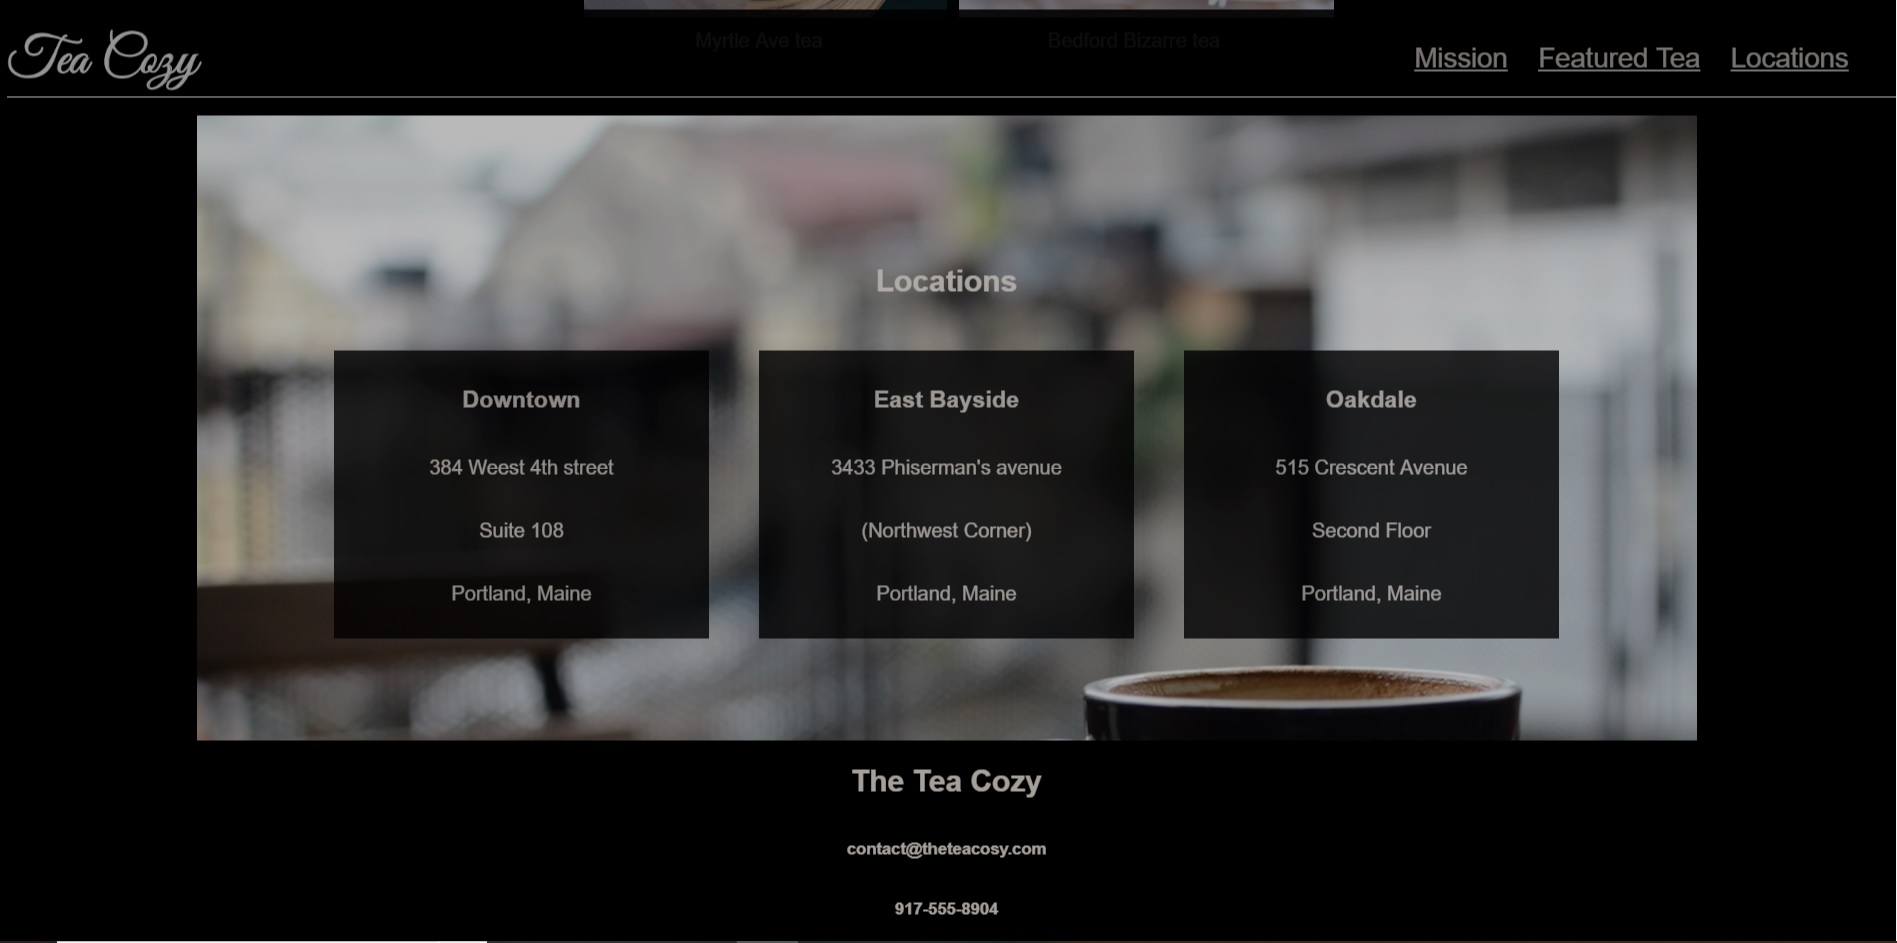 Myrtle Ave tea
Bedford Bizarre tea
Tea Cozy
Mission
Featured Tea
Locations
Locations
Downtown
384 Weest 4th street
Suite 108
Portland, Maine
East Bayside
3433 Phiserman's avenue
(Northwest Corner)
Portland, Maine
Oakdale
515 Crescent Avenue
Second Floor
Portland, Maine
The Tea Cozy
contact@theteacosy.com
917-555-8904